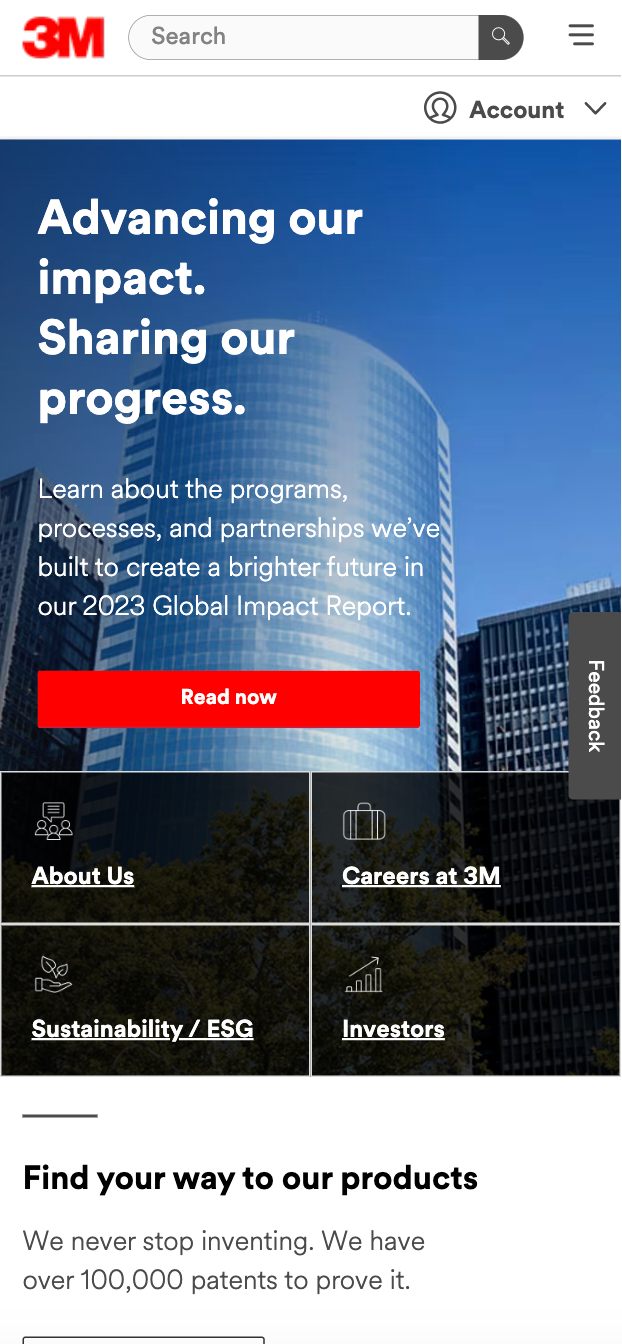 3M
Search
Account
Advancing our
impact.
Sharing our
progress.
Learn about the programs,
processes, and partnerships we’ve
built to create a brighter future in
our 2023 Global Impact Report.
Read now
Feedback
About Us
Careers at 3M
Sustainability / ESG
Investors
Find your way to our products
We never stop inventing. We have
over 100,000 patents to prove it.